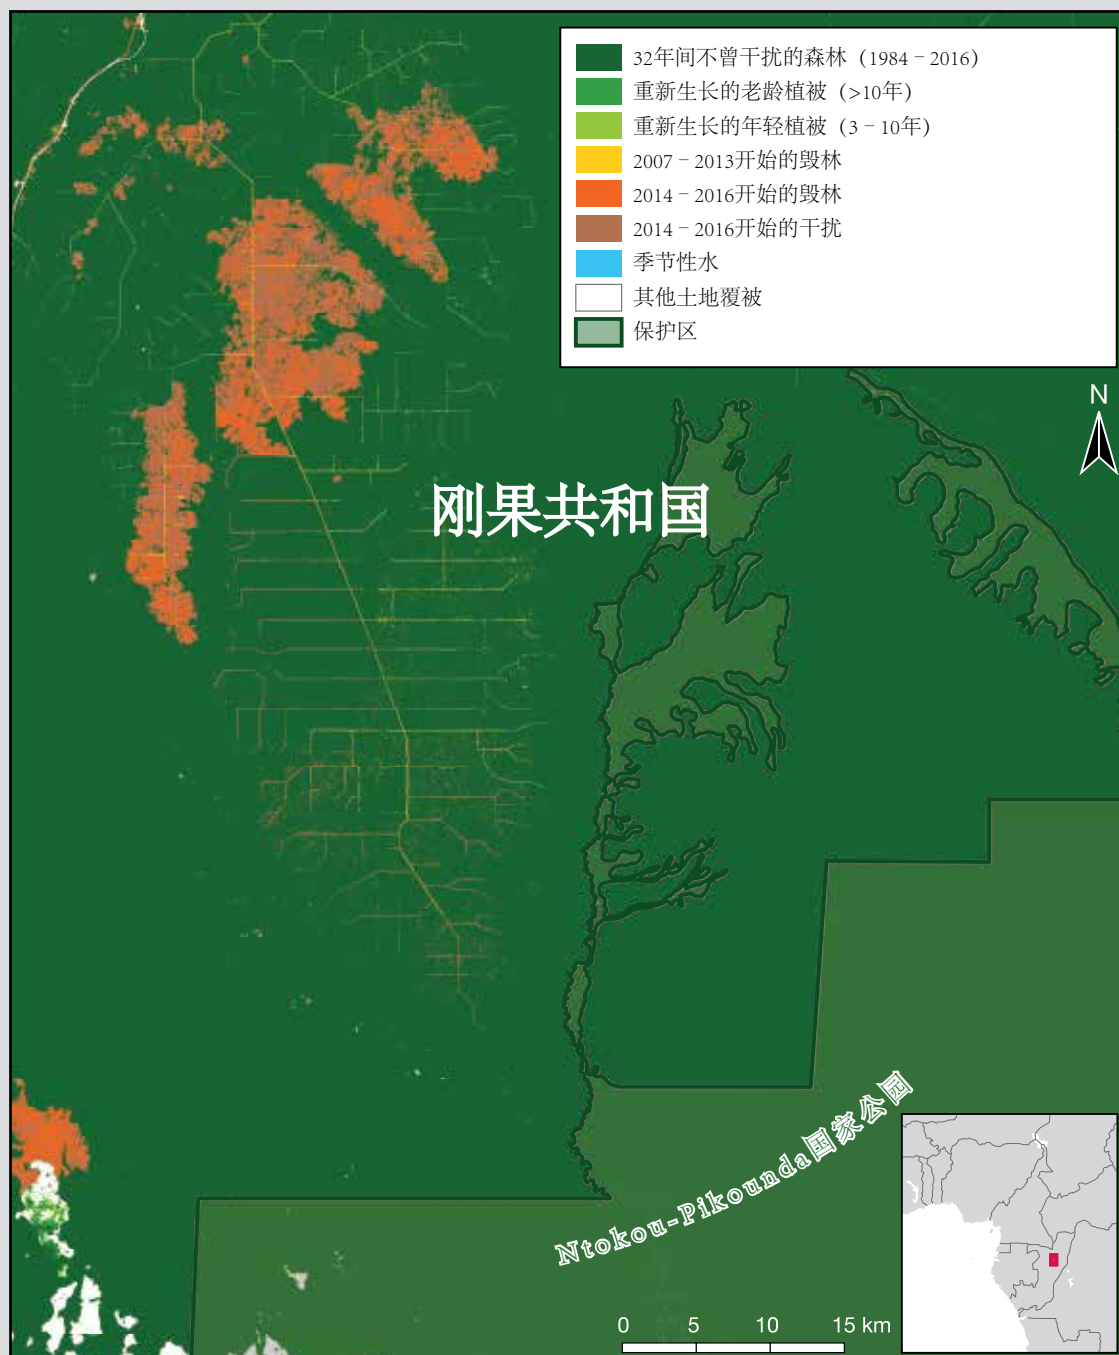 32年间不曾干扰的森林（1984－2016）
重新生长的老龄植被（>10年）
重新生长的年轻植被（3－10年）
2007－2013开始的毁林
2014－2016开始的毁林
2014－2016开始的干扰
季节性水
其他土地覆被
保护区
N
刚果共和国
Ntokou-Pikounda国家公园
0 5 10 15 km